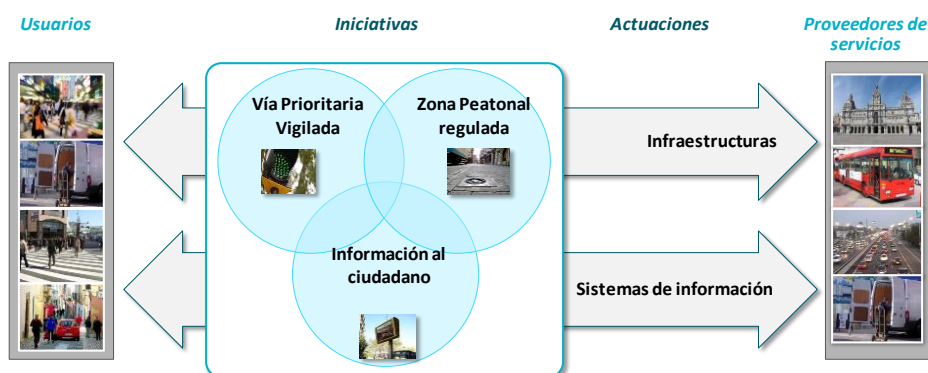 Usuarios
Iniciativas
Actuaciones
Proveedores de
servicios
Vía Prioritaria
Vigilada
Zona Peatonal
regulada
Infraestructuras
Información al
ciudadano
Sistemas de información